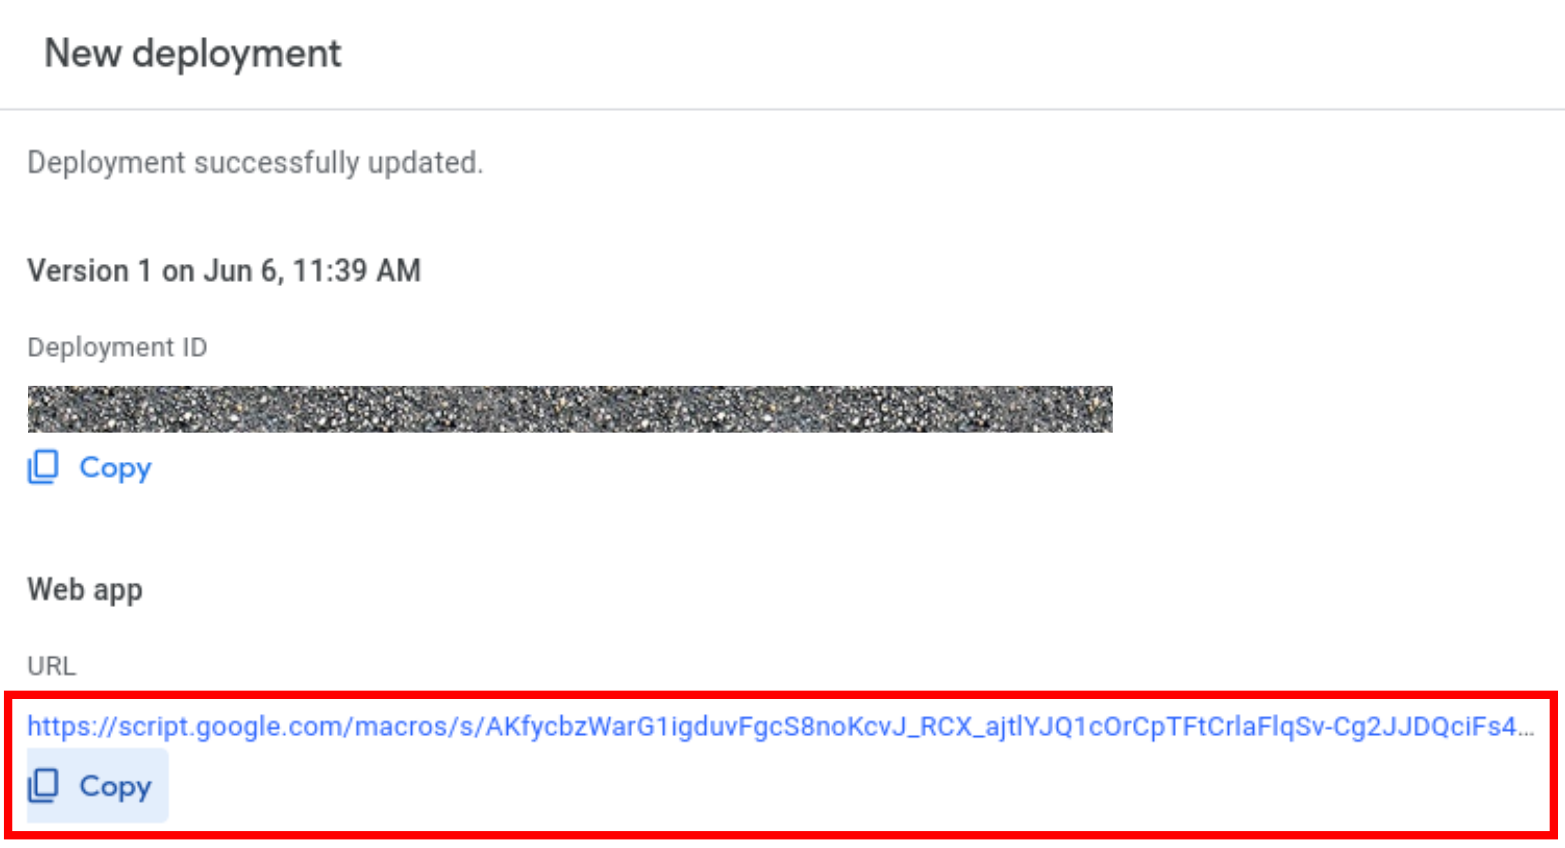 New deployment
Deployment successfully updated.
Version 1 on Jun 6, 11:39 AM
Deployment ID
Copy
Web app
URL
https://script.google.com/macros/s/AKfycbzWarG1igduvFgcS8noKcvJ_RCX_ajtlYJQ1cOrCpTFtCrlaFlqSv-Cg2JJDQciFs4...
Copy